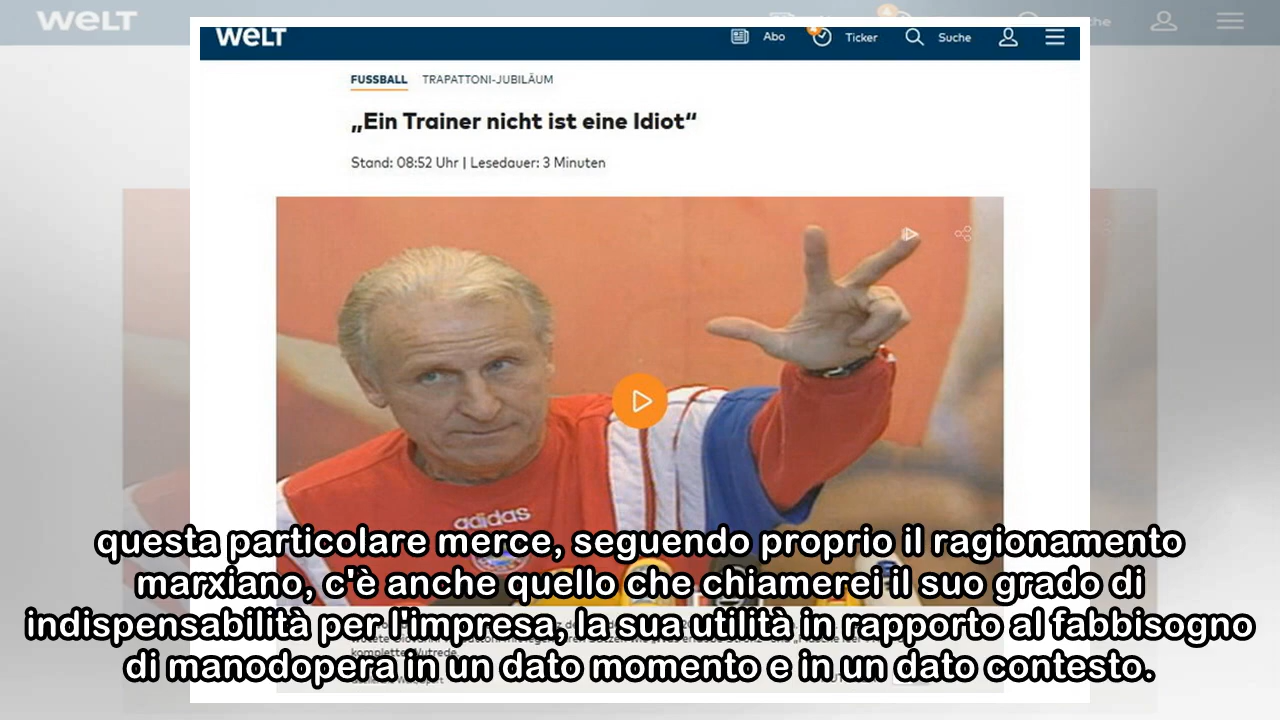 WELT
WELT
Abo
Ticker
Suche
FUSSBALL TRAPATTONI-JUBILÄUM
„Ein Trainer nicht ist eine Idiot“
Stand: 08:52 Uhr | Lesedauer: 3 Minuten
adidas
questa particolare merce, seguendo proprio il ragionamento
marxiano, c'è anche quello che chiamerei il suo grado di
indispensabilità per l'impresa, la sua utilità in rapporto al fabbisogno
di manodopera in un dato momento e in un dato contesto.